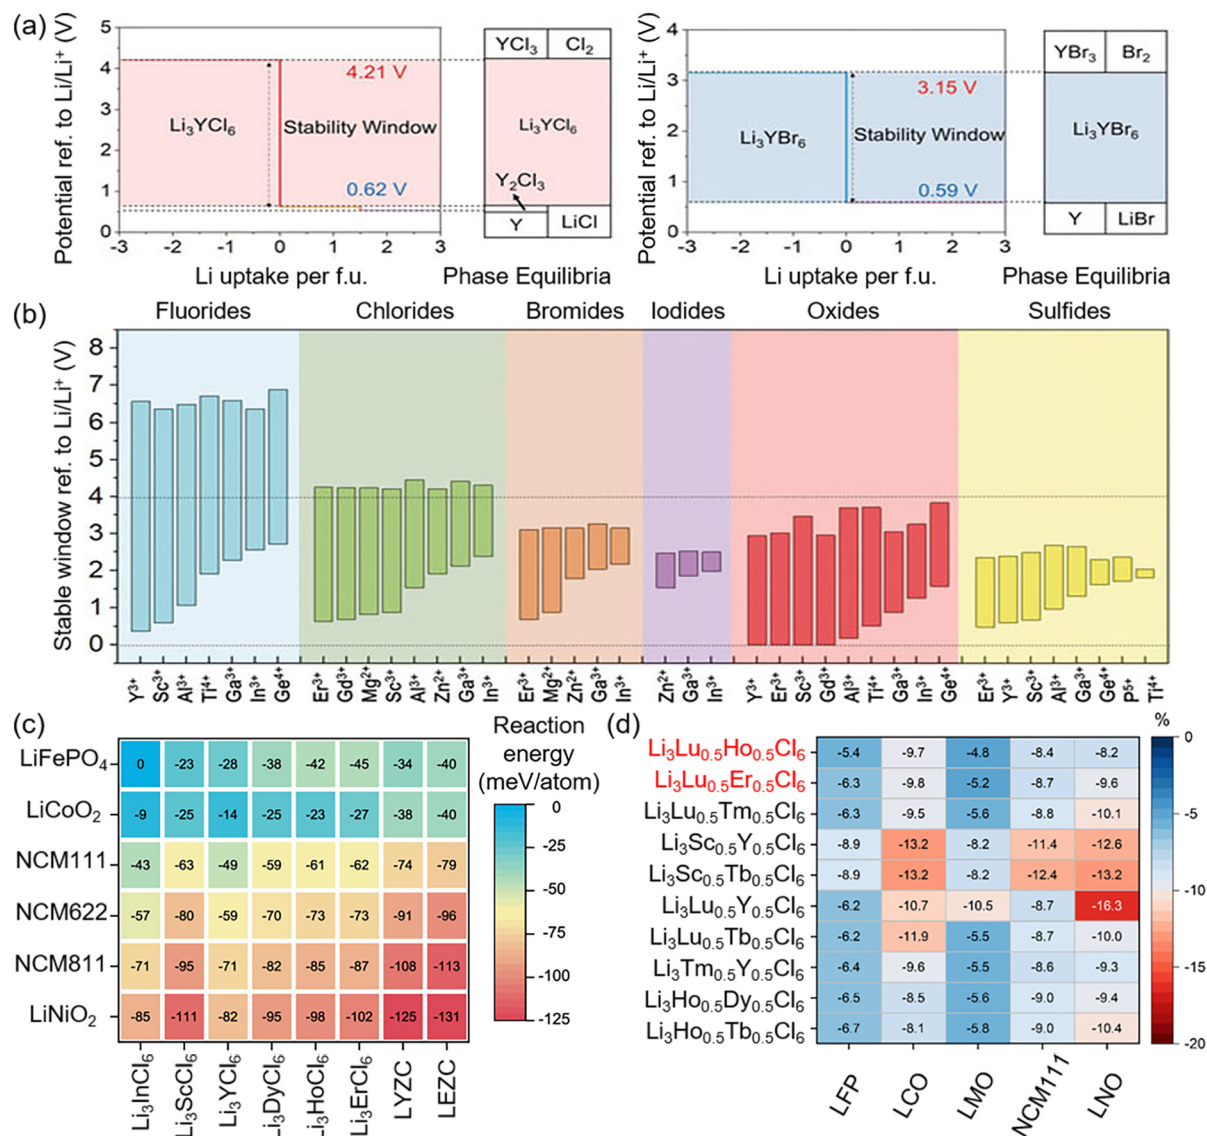 (a)
Potential ref. to Li/Li⁺ (V)
5
4
3
2
1
0
4.21 V
Li₃YCl₆
Stability Window
0.62 V
-3 -2 -1 0 1 2 3
Li uptake per f.u.
YCl₃ Cl₂
Li₃YCl₆
Y₂Cl₃
Y LiCl
Phase Equilibria
Potential ref. to Li/Li⁺ (V)
4
3
2
1
0
3.15 V
Li₃YBr₆
Stability Window
0.59 V
-3 -2 0 2 3
Li uptake per f.u.
YBr₃ Br₂
Li₃YBr₆
Y LiBr
Phase Equilibria
(b)
Fluorides Chlorides Bromides Iodides Oxides Sulfides
Stable window ref. to Li/Li⁺ (V)
8
7
6
5
4
3
2
1
0
Y³⁺ Sc³⁺ Al³⁺ Ti⁴⁺ Ga³⁺ In³⁺ Ge⁴⁺ Er³⁺ Gd³⁺ Mg²⁺ Sc³⁺ Al³⁺ Zn²⁺ Ga³⁺ In³⁺ Er³⁺ Mg²⁺ Zn²⁺ Ga³⁺ In³⁺ Zn²⁺ Ga³⁺ In³⁺ Y³⁺ Er³⁺ Sc³⁺ Gd³⁺ Al³⁺ Ti⁴⁺ Ga³⁺ In³⁺ Ge⁴⁺ Er³⁺ Y³⁺ Sc³⁺ Al³⁺ Ga³⁺ Ge⁴⁺ P⁵⁺ Ti⁴⁺
(c)
LiFePO₄ 0 -23 -28 -38 -42 -45 -34 -40
LiCoO₂ -9 -25 -14 -25 -23 -27 -38 -40
NCM111 -43 -63 -49 -59 -61 -62 -74 -79
NCM622 -57 -80 -59 -70 -73 -73 -91 -96
NCM811 -71 -95 -71 -82 -85 -87 -108 -113
LiNiO₂ -85 -111 -82 -95 -98 -102 -125 -131
Li₃InCl₆ Li₃ScCl₆ Li₃YCl₆ Li₃DyCl₆ Li₃HoCl₆ Li₃ErCl₆ LYZC LEZC
Reaction
energy
(meV/atom)
0
-25
-50
-75
-100
-125
(d)
Li₃Lu₀.₅Ho₀.₅Cl₆ -5.4 -9.7 -4.8 -8.4 -8.2
Li₃Lu₀.₅Er₀.₅Cl₆ -6.3 -9.8 -5.2 -8.7 -9.6
Li₃Lu₀.₅Tm₀.₅Cl₆ -6.3 -9.5 -5.6 -8.8 -10.1
Li₃Sc₀.₅Y₀.₅Cl₆ -8.9 -13.2 -8.2 -11.4 -12.6
Li₃Sc₀.₅Tb₀.₅Cl₆ -8.9 -13.2 -8.2 -12.4 -13.2
Li₃Lu₀.₅Y₀.₅Cl₆ -6.2 -10.7 -10.5 -8.7 -16.3
Li₃Lu₀.₅Tb₀.₅Cl₆ -6.2 -11.9 -5.5 -8.7 -10.0
Li₃Tm₀.₅Y₀.₅Cl₆ -6.4 -9.6 -5.5 -8.6 -9.3
Li₃Ho₀.₅Dy₀.₅Cl₆ -6.5 -8.5 -5.6 -9.0 -9.4
Li₃Ho₀.₅Tb₀.₅Cl₆ -6.7 -8.1 -5.8 -9.0 -10.4
LFP LCO LMO NCM111 LNO
%
0
-5
-10
-15
-20